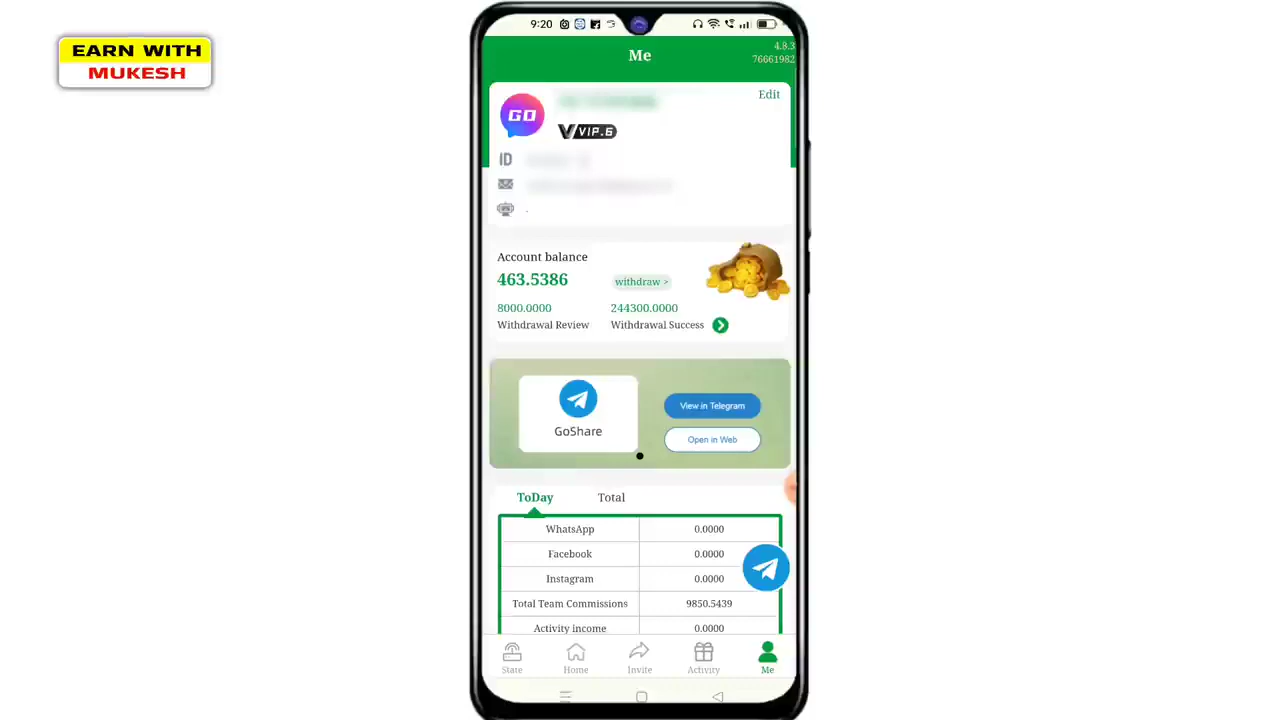 EARN WITH
MUKESH
9:20
Me
4.8.3
76661982
Edit
GO
VIP.6
ID
Account balance
463.5386
withdraw >
8000.0000
244300.0000
Withdrawal Review
Withdrawal Success
GoShare
View in Telegram
Open in Web
ToDay
Total
WhatsApp
0.0000
Facebook
0.0000
Instagram
0.0000
Total Team Commissions
9850.5439
Activity income
0.0000
State
Home
Invite
Activity
Me